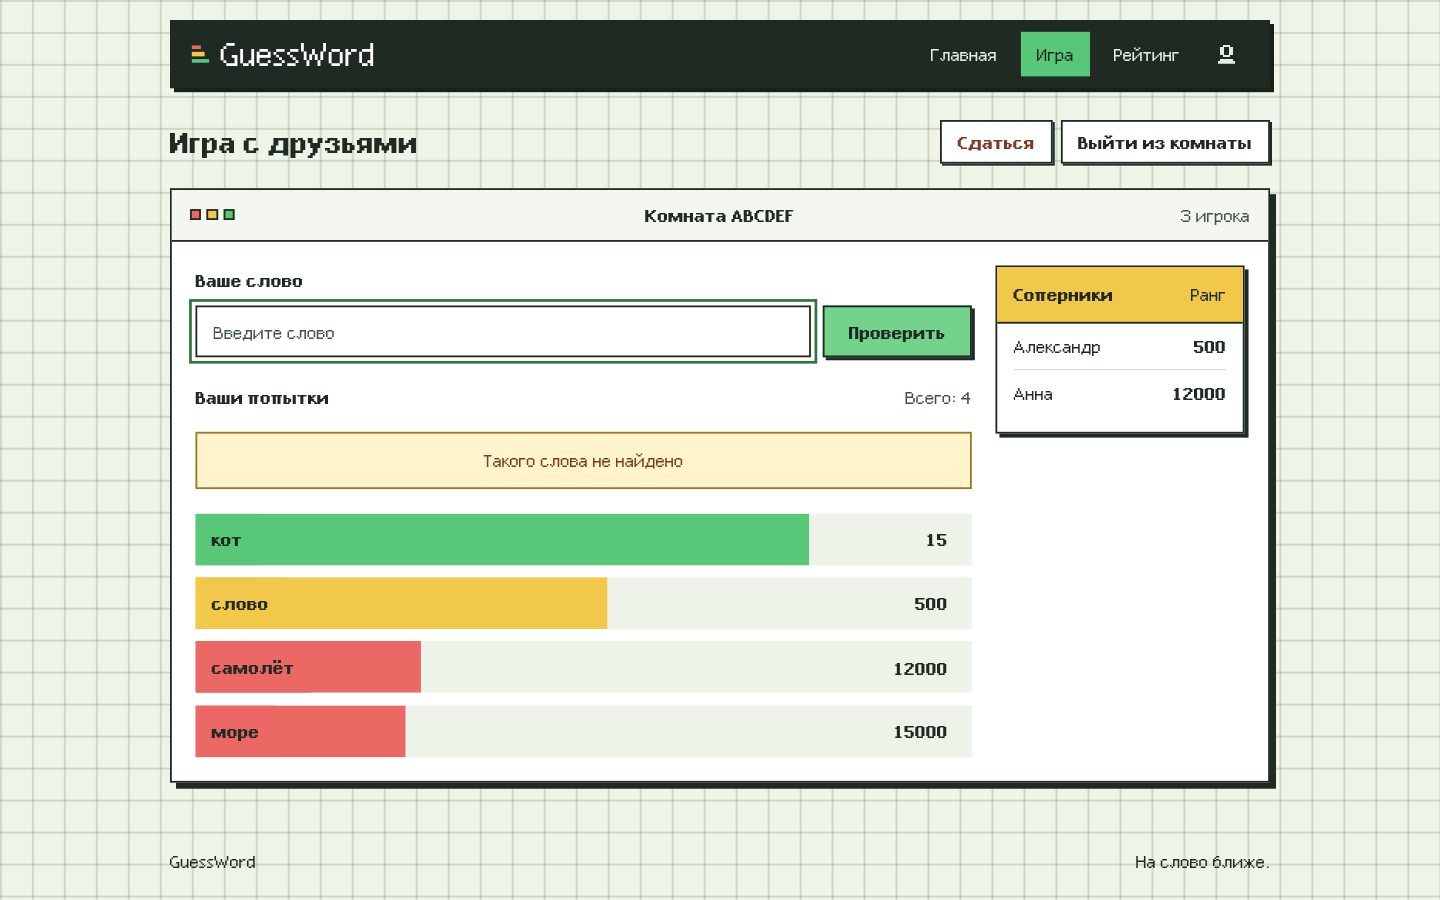 GuessWord
Главная
Игра
Рейтинг
Игра с друзьями
Сдаться
Выйти из комнаты
Комната ABCDEF
3 игрока
Ваше слово
Введите слово
Проверить
Ваши попытки
Всего: 4
Такого слова не найдено
кот 15
слово 500
самолёт 12000
море 15000
Соперники Ранг
Александр 500
Анна 12000
GuessWord
На слово ближе.